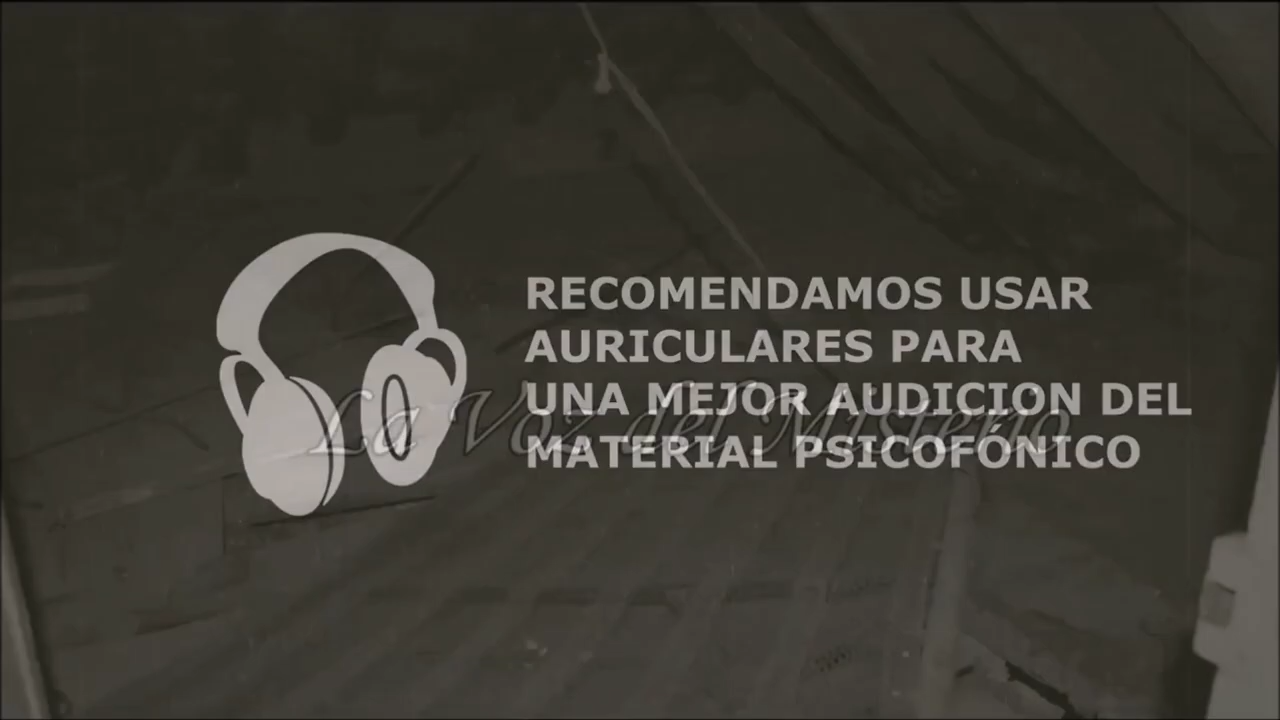 RECOMENDAMOS USAR
AURICULARES PARA
UNA MEJOR AUDICION DEL
MATERIAL PSICOFÓNICO
La Voz del Misterio